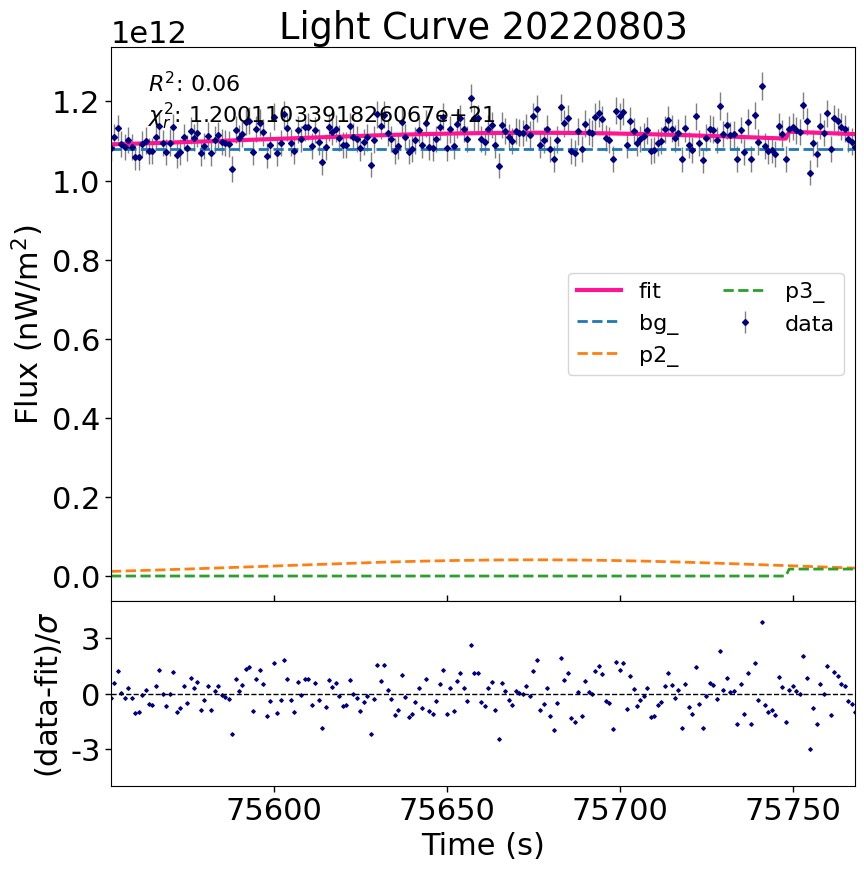 Light Curve 20220803
1e12
R²: 0.06
χ²: 1.2001103391826067e+21
1.2
1.0
0.8
0.6
0.4
0.2
0.0
Flux (nW/m²)
fit
bg_
p2_
p3_
data
3
0
-3
(data-fit)/σ
75600 75650 75700 75750
Time (s)